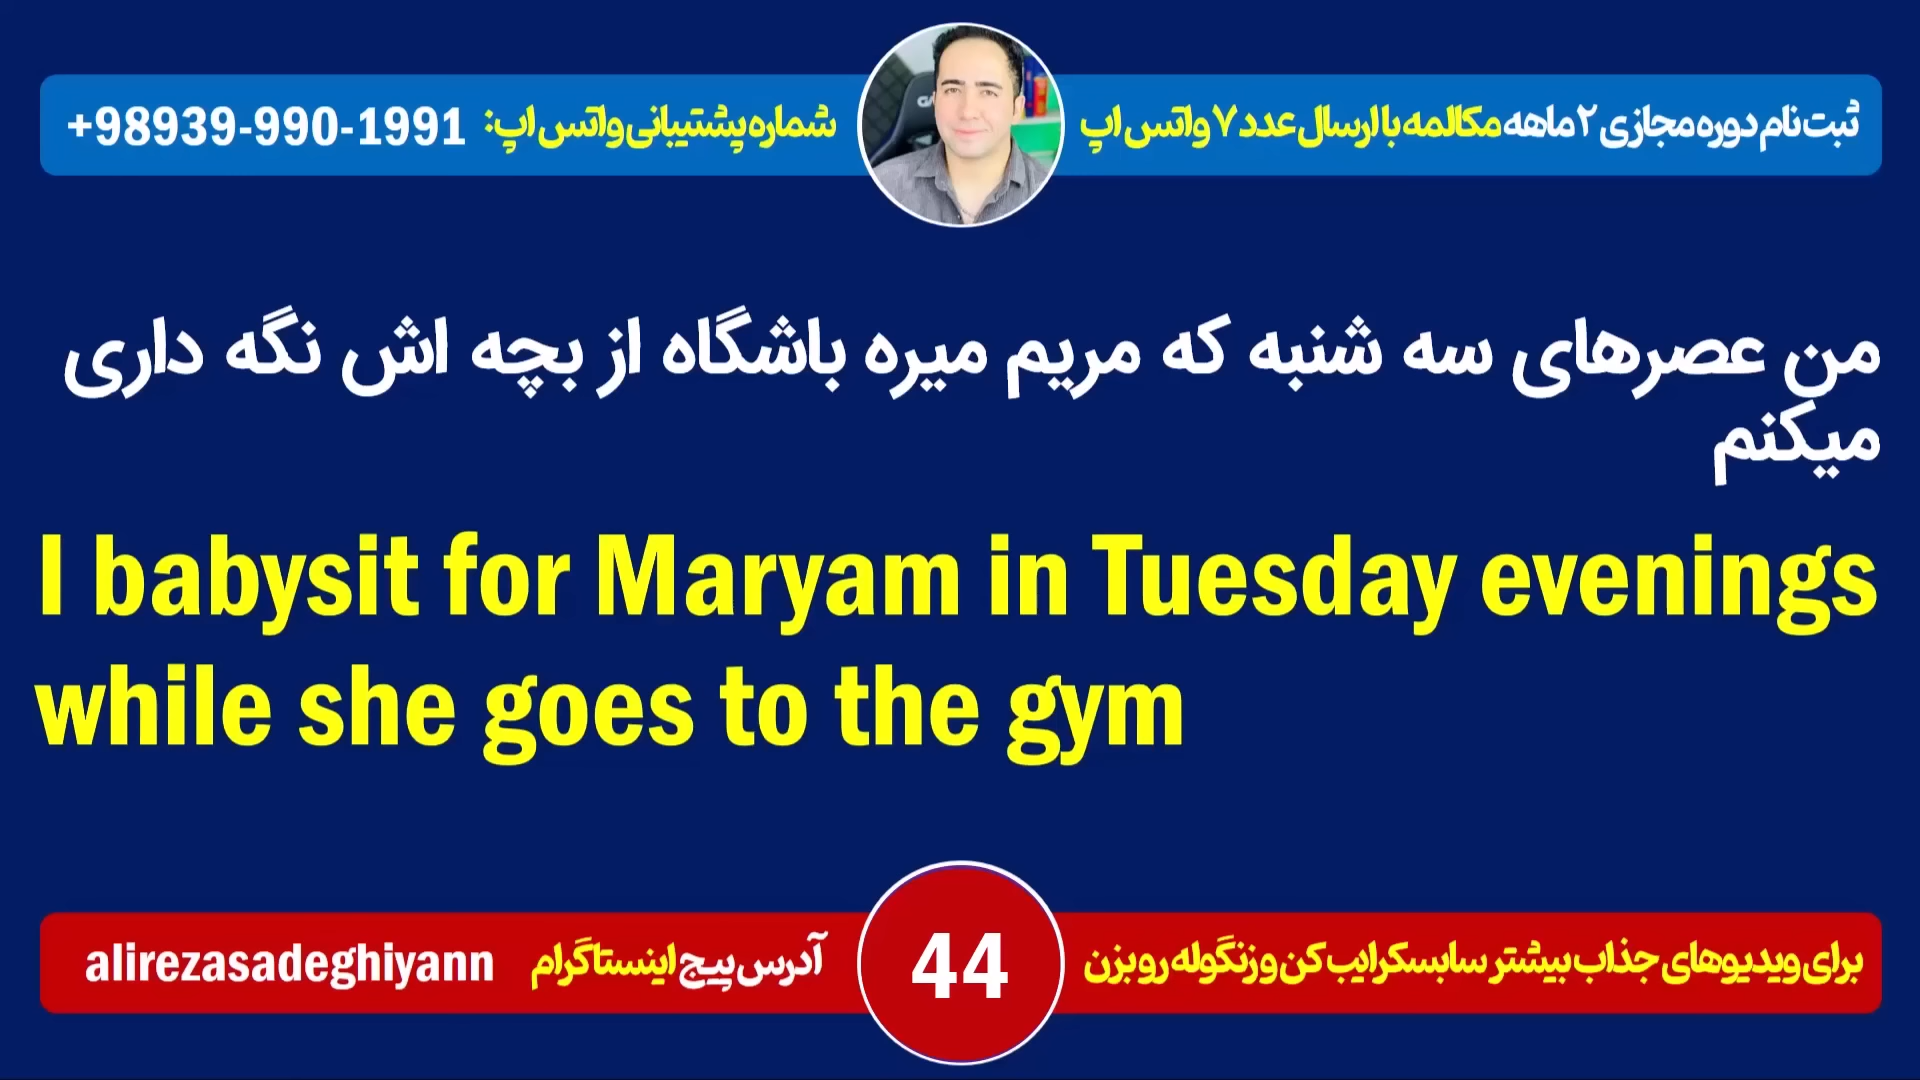 ثبت نام دوره مجازی ۲ ماهه مکالمه با ارسال عدد ۷ واتس اپ
شماره پشتیبانی واتس اپ: +98939-990-1991
من عصرهای سه شنبه که مریم میره باشگاه از بچه اش نگه داری
میکنم
I babysit for Maryam in Tuesday evenings
while she goes to the gym
برای ویدیوهای جذاب بیشتر سابسکرایب کن و زنگوله رو بزن
44
آدرس پیج اینستاگرام alirezasadeghiyann